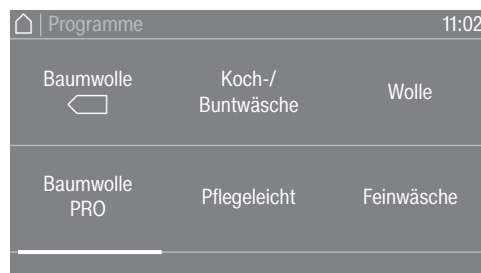 Programme 11:02
Baumwolle
Koch-/
Buntwäsche
Wolle
Baumwolle
PRO
Pflegeleicht
Feinwäsche